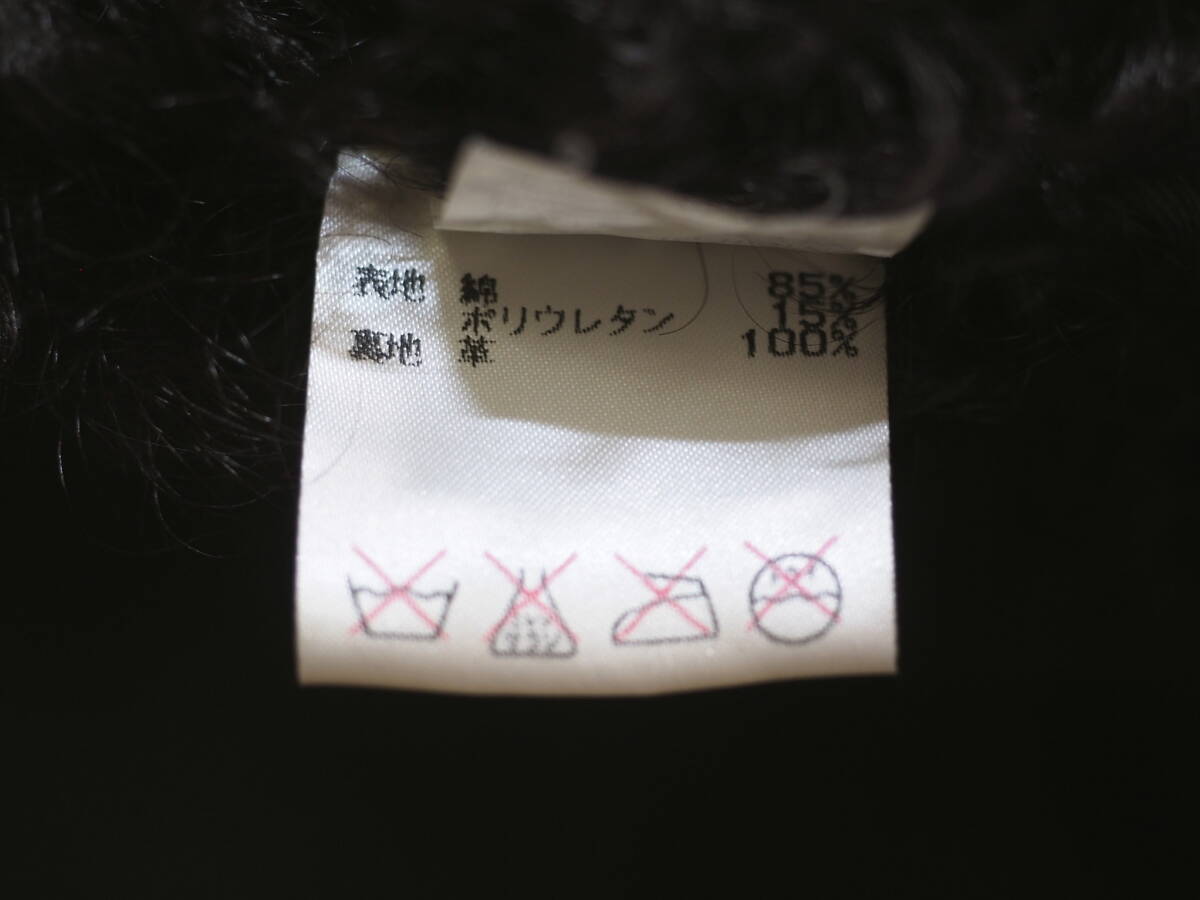 表地 綿 85%
ポリウレタン 15%
裏地 革 100%